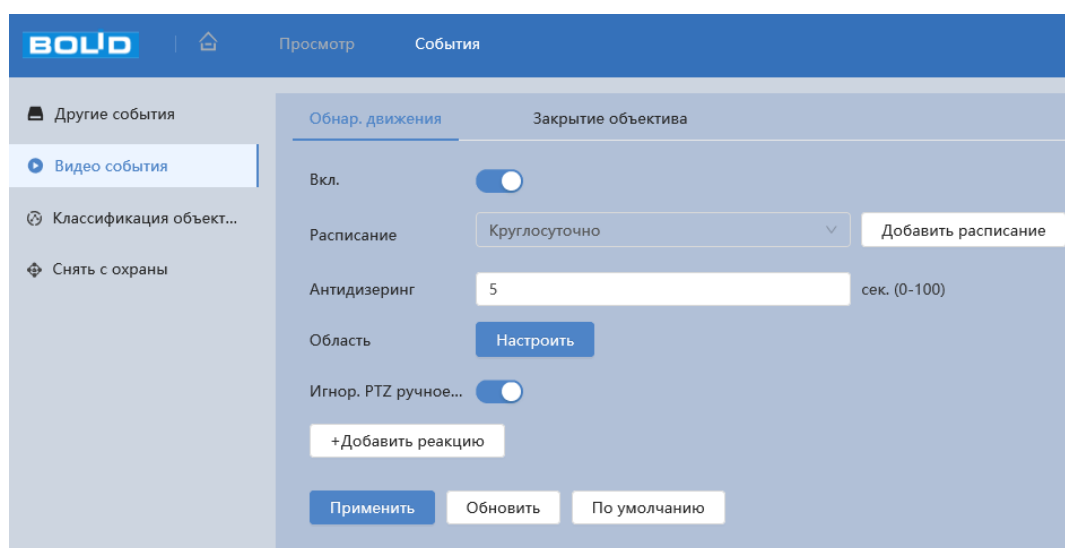 BOLID
Просмотр
События
Другие события
Видео события
Классификация объект...
Снять с охраны
Обнар. движения
Закрытие объектива
Вкл.
Расписание
Круглосуточно
Добавить расписание
Антидизеринг
5
сек. (0-100)
Область
Настроить
Игнор. PTZ ручное...
+Добавить реакцию
Применить
Обновить
По умолчанию